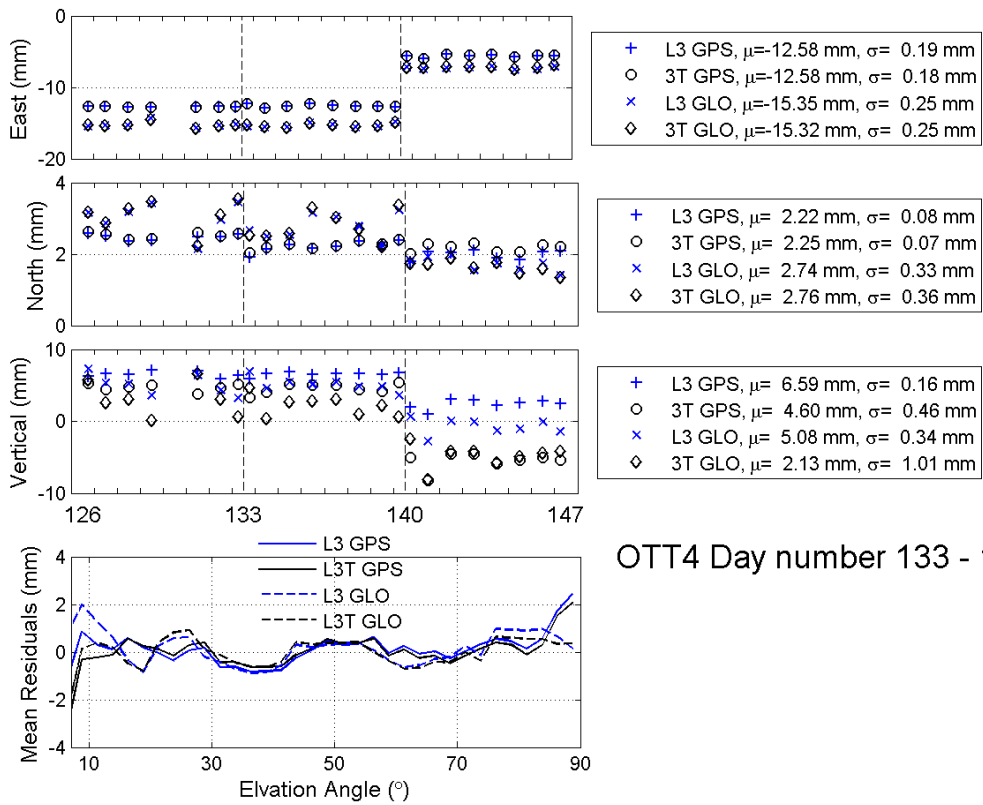 0
-10
-20
East (mm)
L3 GPS, μ=-12.58 mm, σ= 0.19 mm
3T GPS, μ=-12.58 mm, σ= 0.18 mm
L3 GLO, μ=-15.35 mm, σ= 0.25 mm
3T GLO, μ=-15.32 mm, σ= 0.25 mm
4
2
0
North (mm)
L3 GPS, μ= 2.22 mm, σ= 0.08 mm
3T GPS, μ= 2.25 mm, σ= 0.07 mm
L3 GLO, μ= 2.74 mm, σ= 0.33 mm
3T GLO, μ= 2.76 mm, σ= 0.36 mm
10
0
-10
Vertical (mm)
L3 GPS, μ= 6.59 mm, σ= 0.16 mm
3T GPS, μ= 4.60 mm, σ= 0.46 mm
L3 GLO, μ= 5.08 mm, σ= 0.34 mm
3T GLO, μ= 2.13 mm, σ= 1.01 mm
126 133 140 147
L3 GPS
L3T GPS
L3 GLO
L3T GLO
OTT4 Day number 133 -
4
2
0
-2
-4
Mean Residuals (mm)
10 30 50 70 90
Elvation Angle (°)